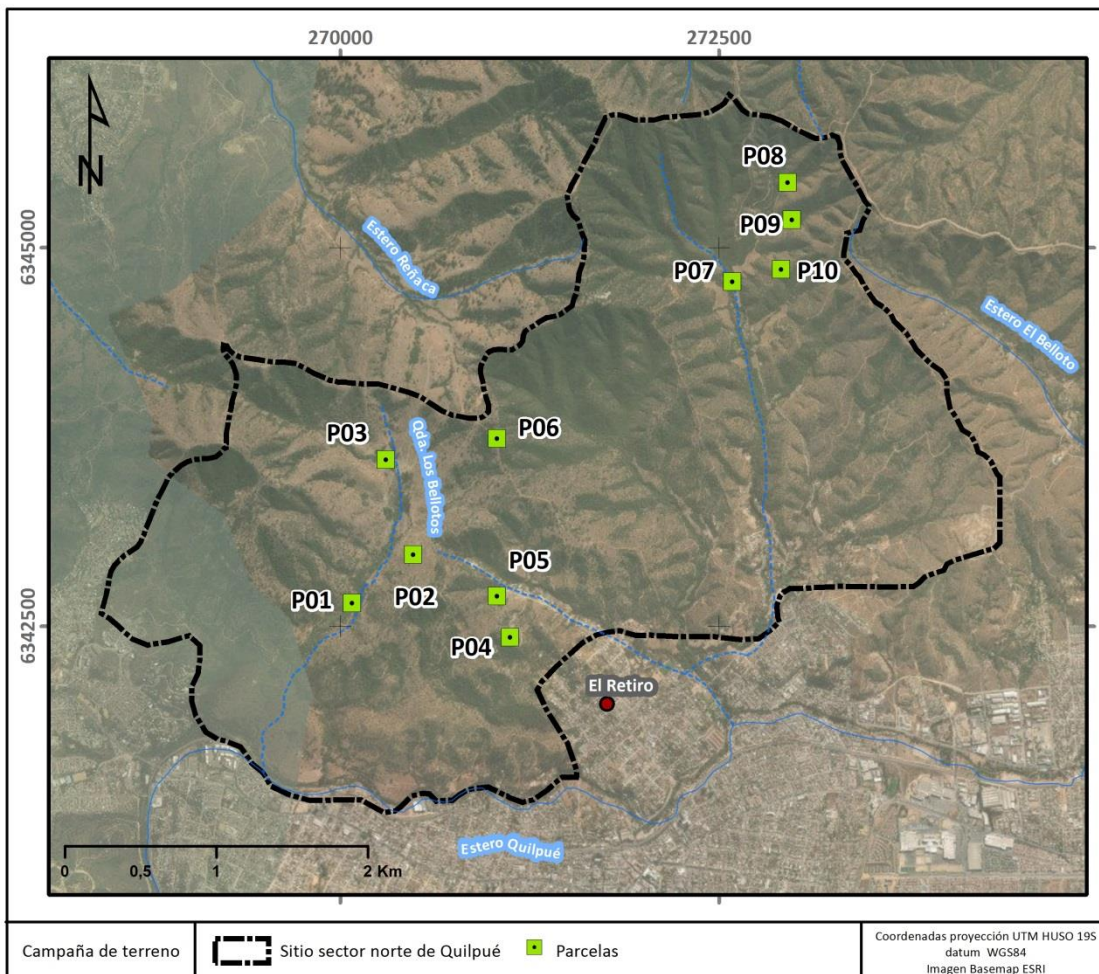 270000
272500
N
P08
P09
6345000
Estero Reñaca
P07
P10
Estero El Belloto
P03
Qda. Los Bellotos
P06
P05
P01
P02
6342500
P04
El Retiro
Estero Quilpué
0
0,5
1
2 Km
Campaña de terreno
Sitio sector norte de Quilpué
Parcelas
Coordenadas proyección UTM HUSO 19S
datum WGS84
Imagen Basemap ESRI